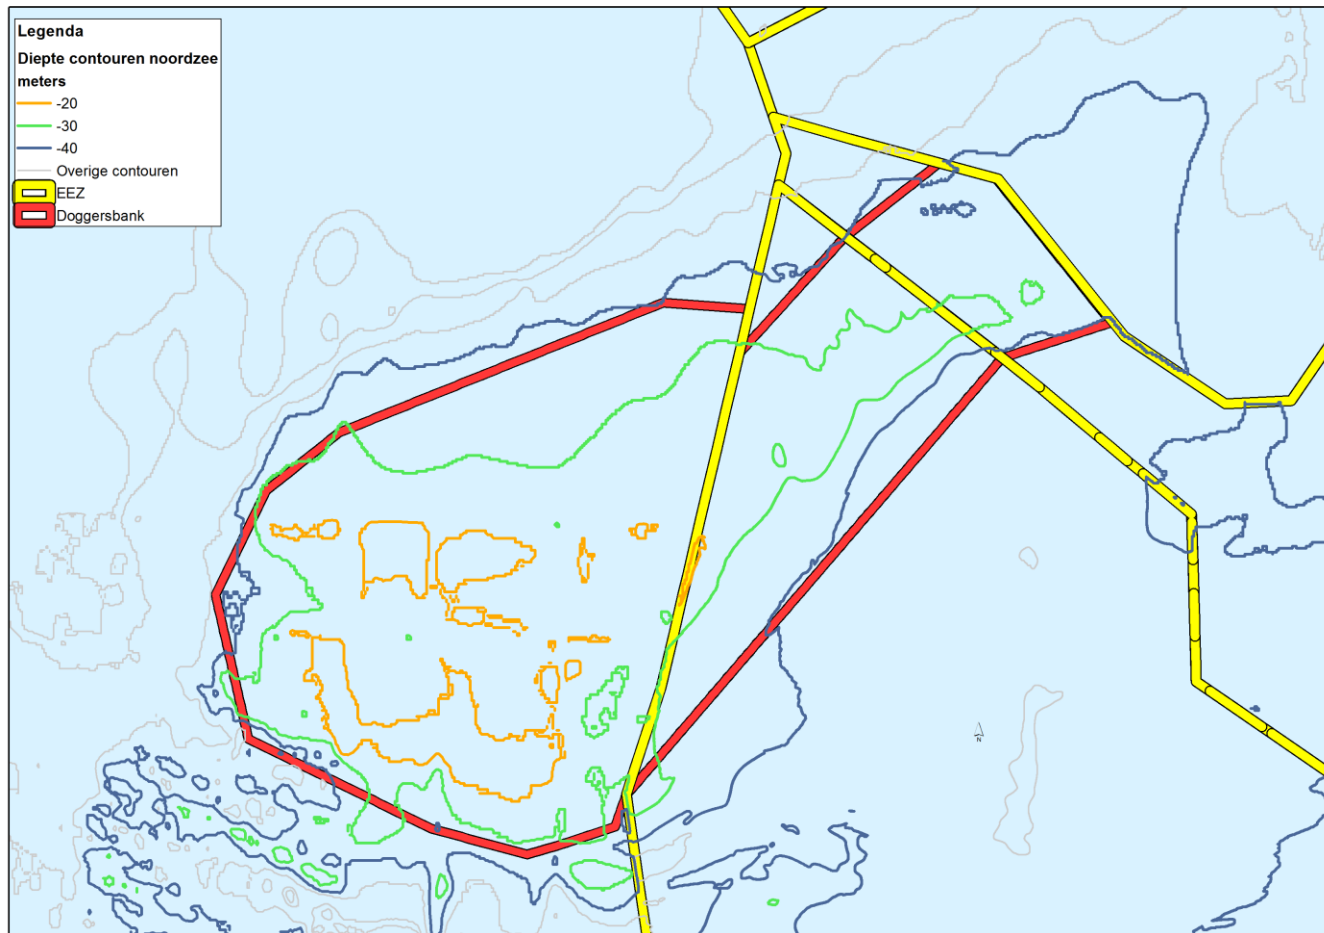 Legenda
Diepte contouren noordzee
meters
-20
-30
-40
Overige contouren
EEZ
Doggersbank
N